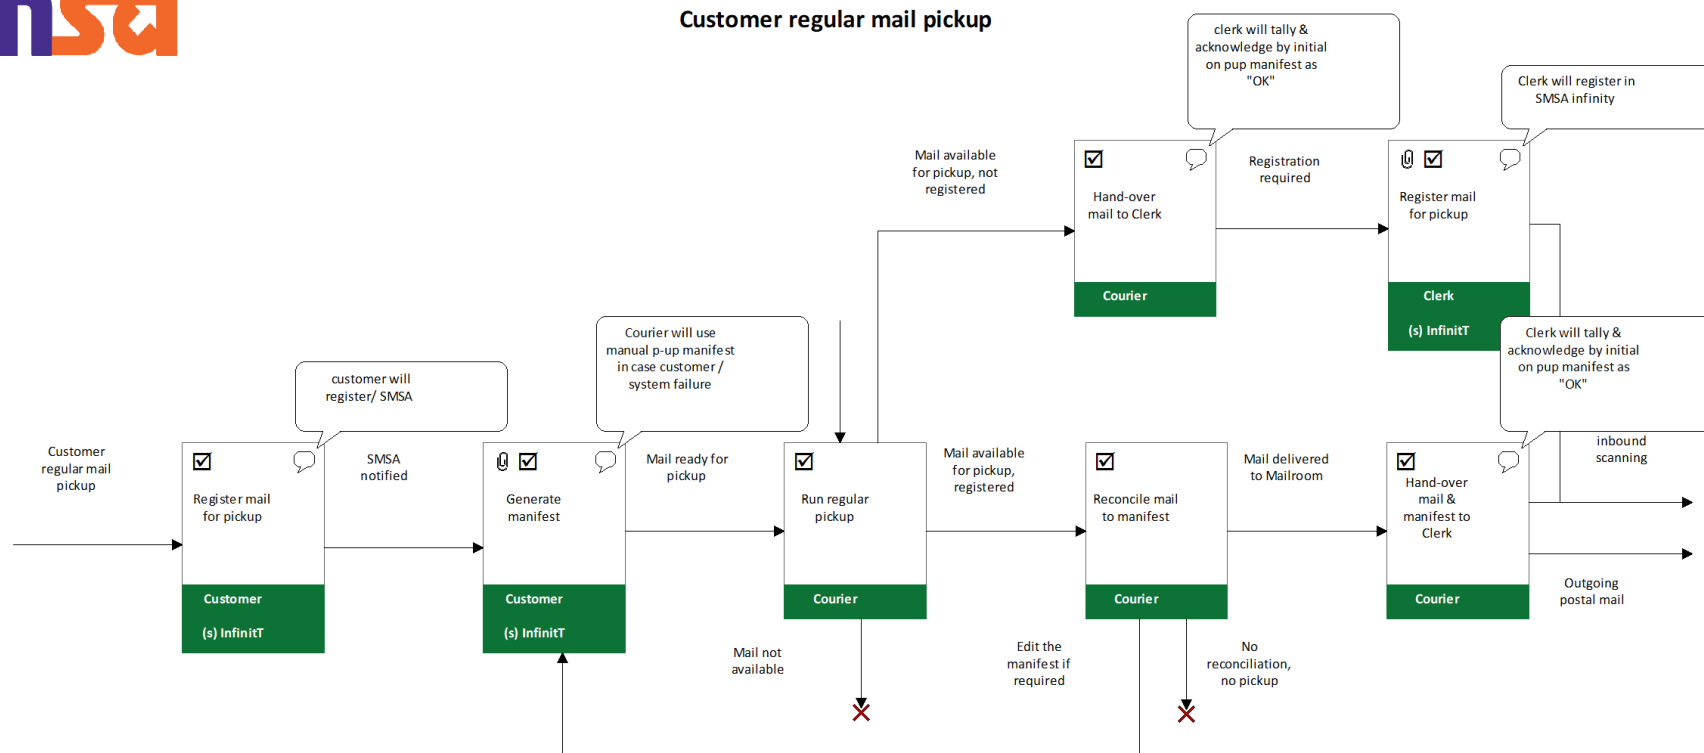 Customer regular mail pickup
clerk will tally &
acknowledge by initial
on pup manifest as
"OK"
Clerk will register in
SMSA infinity
Mail available
for pickup, not
registered
Hand-over
mail to Clerk
Courier
Registration
required
Register mail
for pickup
Clerk
(s) InfinitT
Courier will use
manual p-up manifest
in case customer /
system failure
customer will
register/ SMSA
Clerk will tally &
acknowledge by initial
on pup manifest as
"OK"
Customer
regular mail
pickup
Register mail
for pickup
Customer
(s) InfinitT
SMSA
notified
Generate
manifest
Customer
(s) InfinitT
Mail ready for
pickup
Run regular
pickup
Courier
Mail available
for pickup,
registered
Reconcile mail
to manifest
Courier
Mail delivered
to Mailroom
Hand-over
mail &
manifest to
Clerk
Courier
inbound
scanning
Outgoing
postal mail
Mail not
available
Edit the
manifest if
required
No
reconciliation,
no pickup